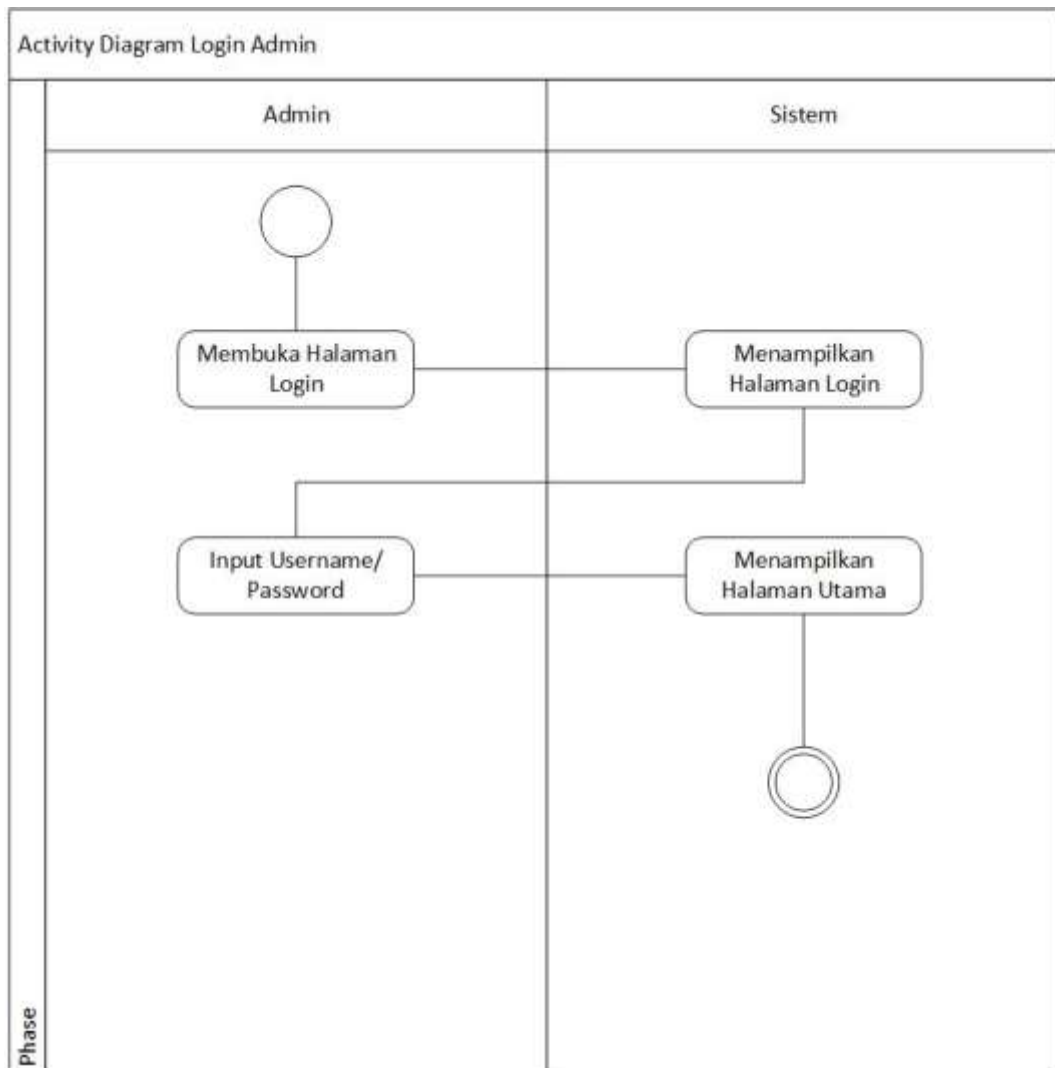 Activity Diagram Login Admin
Admin
Sistem
Membuka Halaman
Login
Menampilkan
Halaman Login
Input Username/
Password
Menampilkan
Halaman Utama
Phase